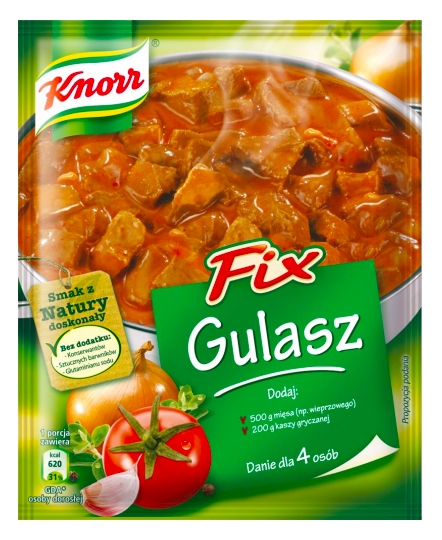 Knorr®
Fix
Gulasz
Smak z
Natury
doskonały
Bez dodatku:
- Konserwantów
- Sztucznych barwników
- Glutaminianu sodu
Dodaj:
500 g mięsa (np. wieprzowego)
200 g kaszy gryczanej
Danie dla 4 osób
Propozycja podania
1 porcja
zawiera
kcal
620
31%
GDA*
osoby dorosłej